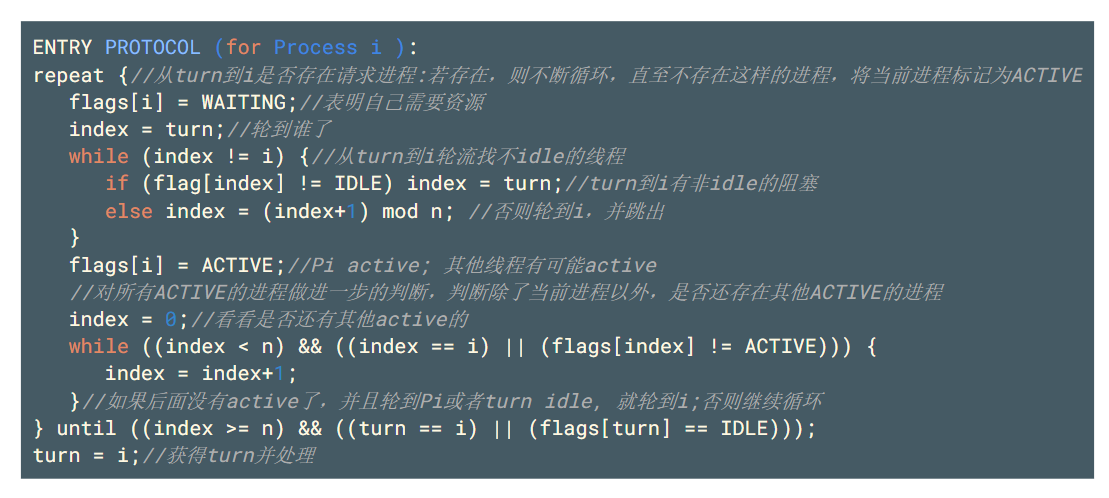 ENTRY PROTOCOL (for Process i ):
repeat {//从turn到i是否存在请求进程:若存在，则不断循环，直至不存在这样的进程，将当前进程标记为ACTIVE
   flags[i] = WAITING;//表明自己需要资源
   index = turn;//轮到谁了
   while (index != i) {//从turn到i轮流找不idle的线程
      if (flag[index] != IDLE) index = turn;//turn到i有非idle的阻塞
      else index = (index+1) mod n; //否则轮到i，并跳出
   }
   flags[i] = ACTIVE;//Pi active; 其他线程有可能active
   //对所有ACTIVE的进程做进一步的判断，判断除了当前进程以外，是否还存在其他ACTIVE的进程
   index = 0;//看看是否还有其他active的
   while ((index < n) && ((index == i) || (flags[index] != ACTIVE))) {
      index = index+1;
   }//如果后面没有active了，并且轮到Pi或者turn idle, 就轮到i;否则继续循环
} until ((index >= n) && ((turn == i) || (flags[turn] == IDLE)));
turn = i;//获得turn并处理